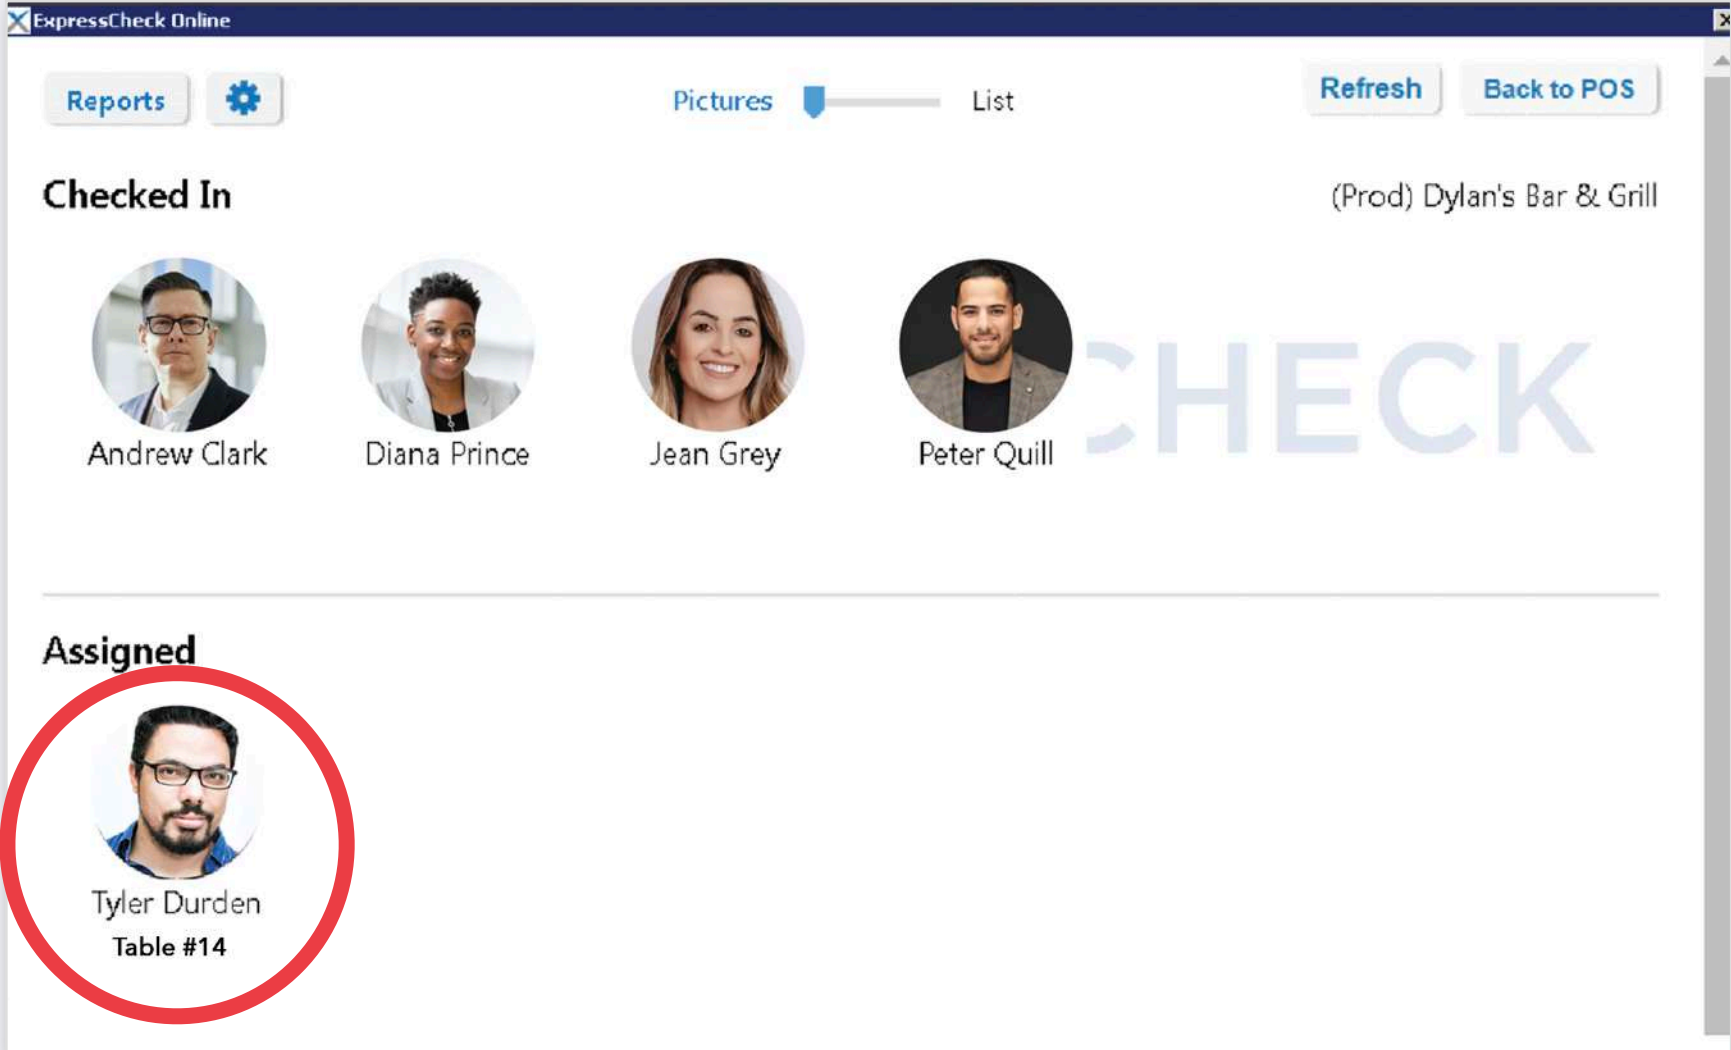 ExpressCheck Online
Reports
Pictures
List
Refresh
Back to POS
Checked In
(Prod) Dylan's Bar & Grill
CHECK
Andrew Clark
Diana Prince
Jean Grey
Peter Quill
Assigned
Tyler Durden
Table #14